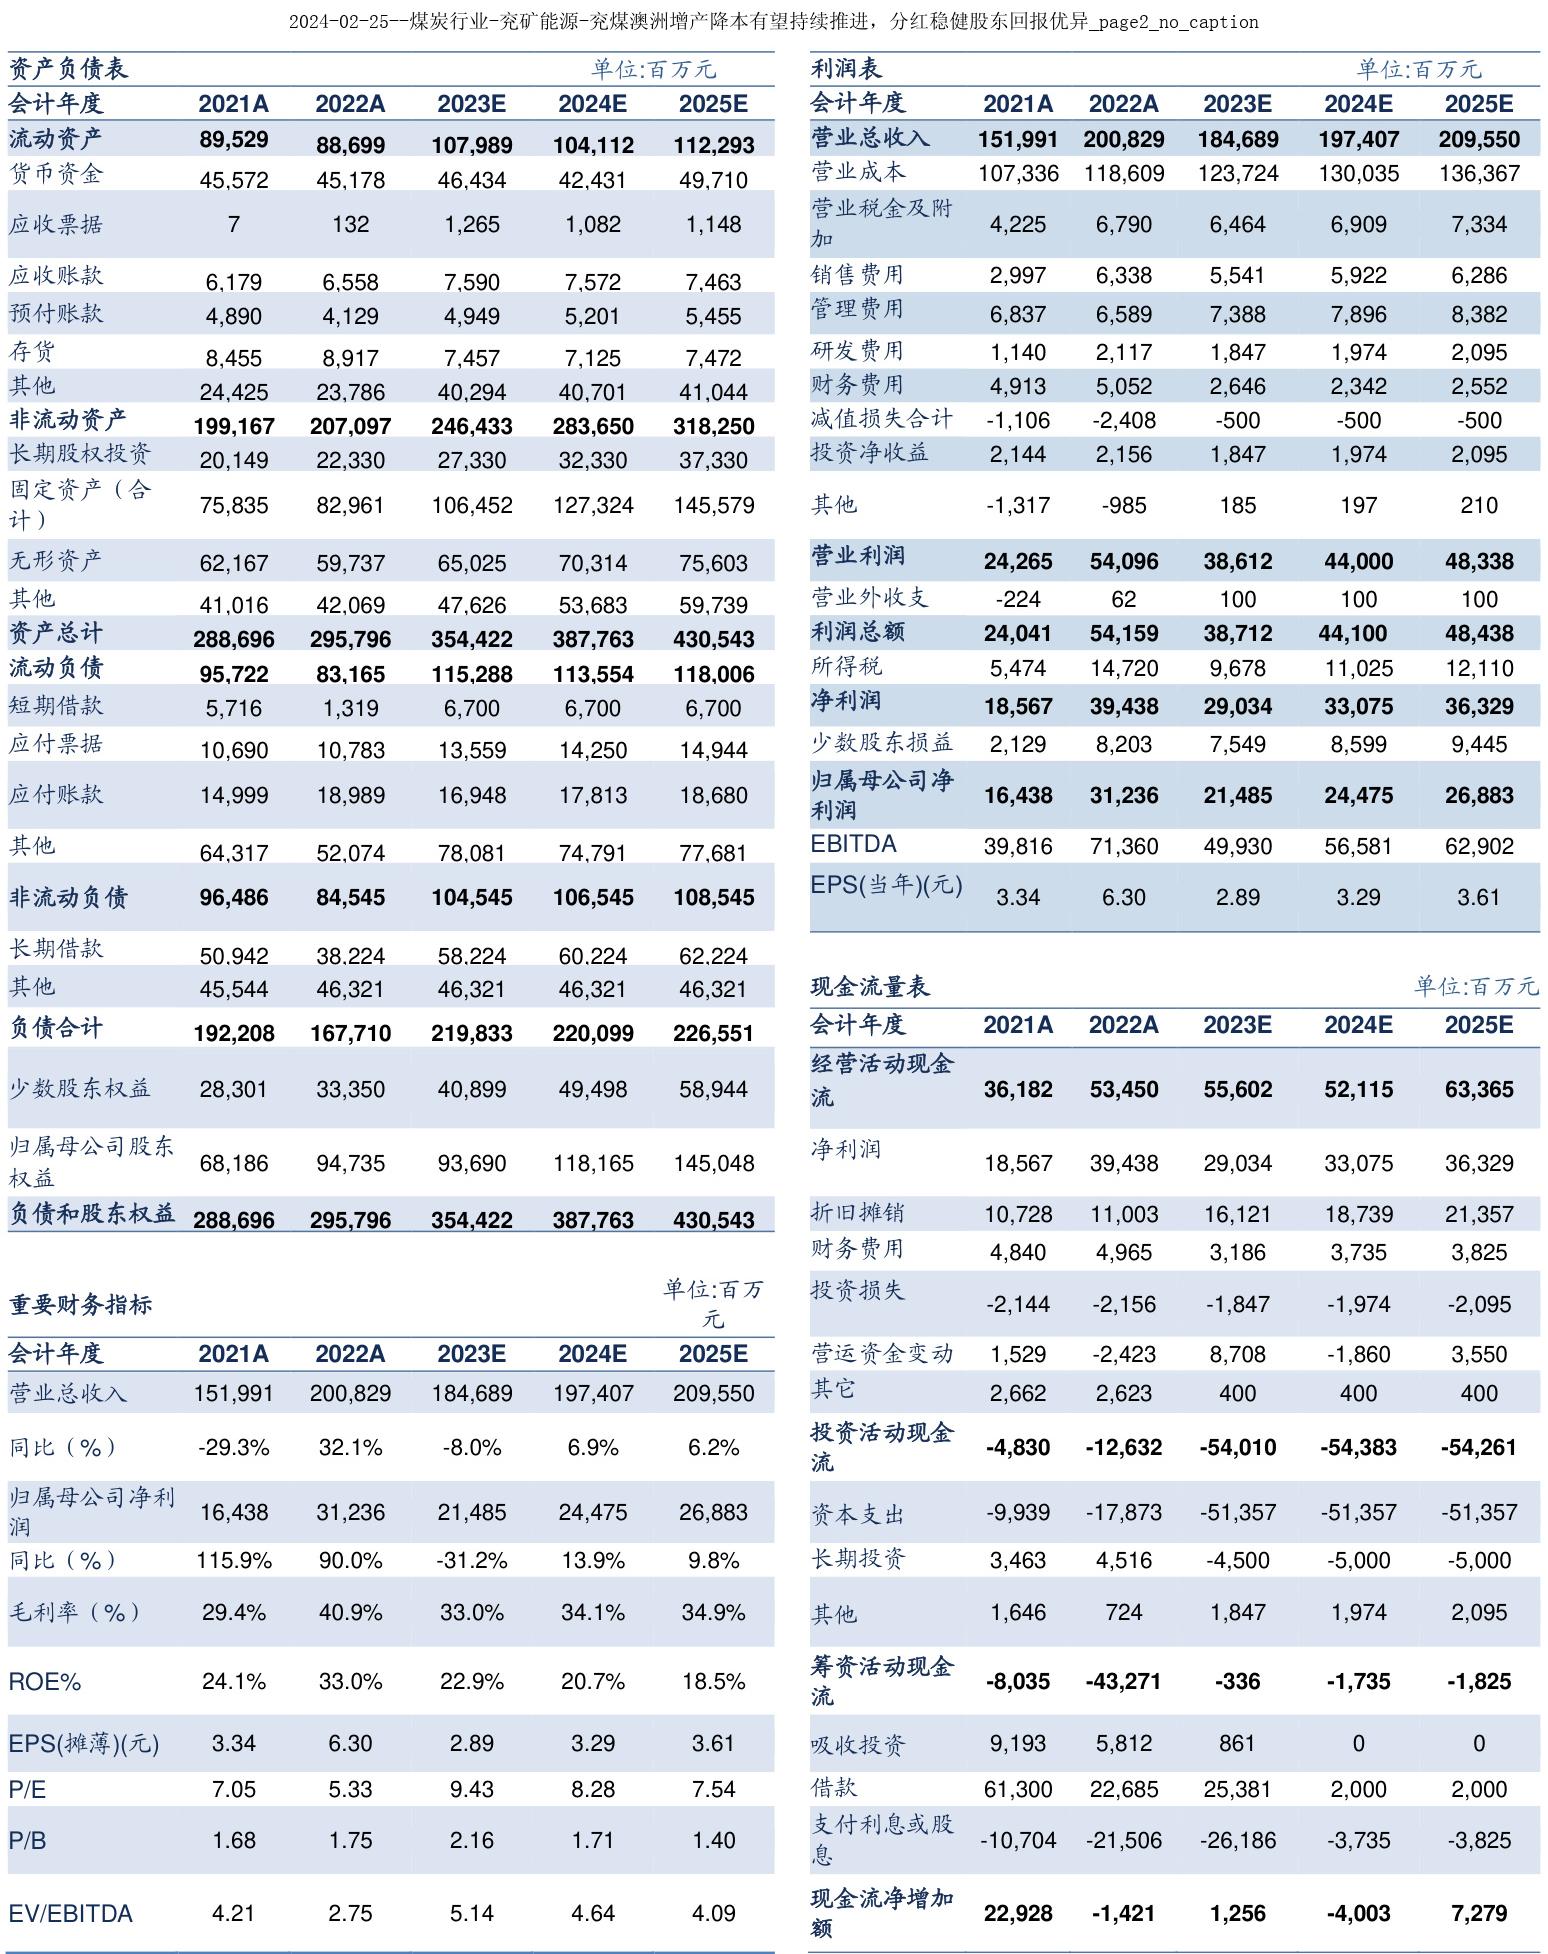 2024-02-25--煤炭行业-兖矿能源-兖煤澳洲增产降本有望持续推进，分红稳健股东回报优异_page2_no_caption
资产负债表 单位:百万元
会计年度 2021A 2022A 2023E 2024E 2025E
流动资产 89,529 88,699 107,989 104,112 112,293
货币资金 45,572 45,178 46,434 42,431 49,710
应收票据 7 132 1,265 1,082 1,148
应收账款 6,179 6,558 7,590 7,572 7,463
预付账款 4,890 4,129 4,949 5,201 5,455
存货 8,455 8,917 7,457 7,125 7,472
其他 24,425 23,786 40,294 40,701 41,044
非流动资产 199,167 207,097 246,433 283,650 318,250
长期股权投资 20,149 22,330 27,330 32,330 37,330
固定资产（合
计） 75,835 82,961 106,452 127,324 145,579
无形资产 62,167 59,737 65,025 70,314 75,603
其他 41,016 42,069 47,626 53,683 59,739
资产总计 288,696 295,796 354,422 387,763 430,543
流动负债 95,722 83,165 115,288 113,554 118,006
短期借款 5,716 1,319 6,700 6,700 6,700
应付票据 10,690 10,783 13,559 14,250 14,944
应付账款 14,999 18,989 16,948 17,813 18,680
其他 64,317 52,074 78,081 74,791 77,681
非流动负债 96,486 84,545 104,545 106,545 108,545
长期借款 50,942 38,224 58,224 60,224 62,224
其他 45,544 46,321 46,321 46,321 46,321
负债合计 192,208 167,710 219,833 220,099 226,551
少数股东权益 28,301 33,350 40,899 49,498 58,944
归属母公司股东
权益 68,186 94,735 93,690 118,165 145,048
负债和股东权益 288,696 295,796 354,422 387,763 430,543
重要财务指标 单位:百万
元
会计年度 2021A 2022A 2023E 2024E 2025E
营业总收入 151,991 200,829 184,689 197,407 209,550
同比（%） -29.3% 32.1% -8.0% 6.9% 6.2%
归属母公司净利
润 16,438 31,236 21,485 24,475 26,883
同比（%） 115.9% 90.0% -31.2% 13.9% 9.8%
毛利率（%） 29.4% 40.9% 33.0% 34.1% 34.9%
ROE% 24.1% 33.0% 22.9% 20.7% 18.5%
EPS(摊薄)(元) 3.34 6.30 2.89 3.29 3.61
P/E 7.05 5.33 9.43 8.28 7.54
P/B 1.68 1.75 2.16 1.71 1.40
EV/EBITDA 4.21 2.75 5.14 4.64 4.09
利润表 单位:百万元
会计年度 2021A 2022A 2023E 2024E 2025E
营业总收入 151,991 200,829 184,689 197,407 209,550
营业成本 107,336 118,609 123,724 130,035 136,367
营业税金及附
加 4,225 6,790 6,464 6,909 7,334
销售费用 2,997 6,338 5,541 5,922 6,286
管理费用 6,837 6,589 7,388 7,896 8,382
研发费用 1,140 2,117 1,847 1,974 2,095
财务费用 4,913 5,052 2,646 2,342 2,552
减值损失合计 -1,106 -2,408 -500 -500 -500
投资净收益 2,144 2,156 1,847 1,974 2,095
其他 -1,317 -985 185 197 210
营业利润 24,265 54,096 38,612 44,000 48,338
营业外收支 -224 62 100 100 100
利润总额 24,041 54,159 38,712 44,100 48,438
所得税 5,474 14,720 9,678 11,025 12,110
净利润 18,567 39,438 29,034 33,075 36,329
少数股东损益 2,129 8,203 7,549 8,599 9,445
归属母公司净
利润 16,438 31,236 21,485 24,475 26,883
EBITDA 39,816 71,360 49,930 56,581 62,902
EPS(当年)(元) 3.34 6.30 2.89 3.29 3.61
现金流量表 单位:百万元
会计年度 2021A 2022A 2023E 2024E 2025E
经营活动现金
流 36,182 53,450 55,602 52,115 63,365
净利润 18,567 39,438 29,034 33,075 36,329
折旧摊销 10,728 11,003 16,121 18,739 21,357
财务费用 4,840 4,965 3,186 3,735 3,825
投资损失 -2,144 -2,156 -1,847 -1,974 -2,095
营运资金变动 1,529 -2,423 8,708 -1,860 3,550
其它 2,662 2,623 400 400 400
投资活动现金
流 -4,830 -12,632 -54,010 -54,383 -54,261
资本支出 -9,939 -17,873 -51,357 -51,357 -51,357
长期投资 3,463 4,516 -4,500 -5,000 -5,000
其他 1,646 724 1,847 1,974 2,095
筹资活动现金
流 -8,035 -43,271 -336 -1,735 -1,825
吸收投资 9,193 5,812 861 0 0
借款 61,300 22,685 25,381 2,000 2,000
支付利息或股
息 -10,704 -21,506 -26,186 -3,735 -3,825
现金流净增加
额 22,928 -1,421 1,256 -4,003 7,279